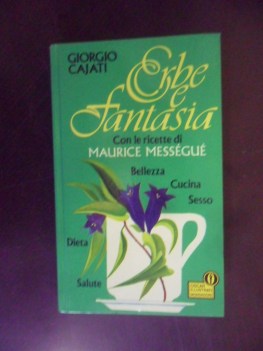 GIORGIO
CAJATI
Erbe
e
fantasia
Con le ricette di
MAURICE MESSÉGUÉ
Bellezza
Cucina
Sesso
Dieta
Salute